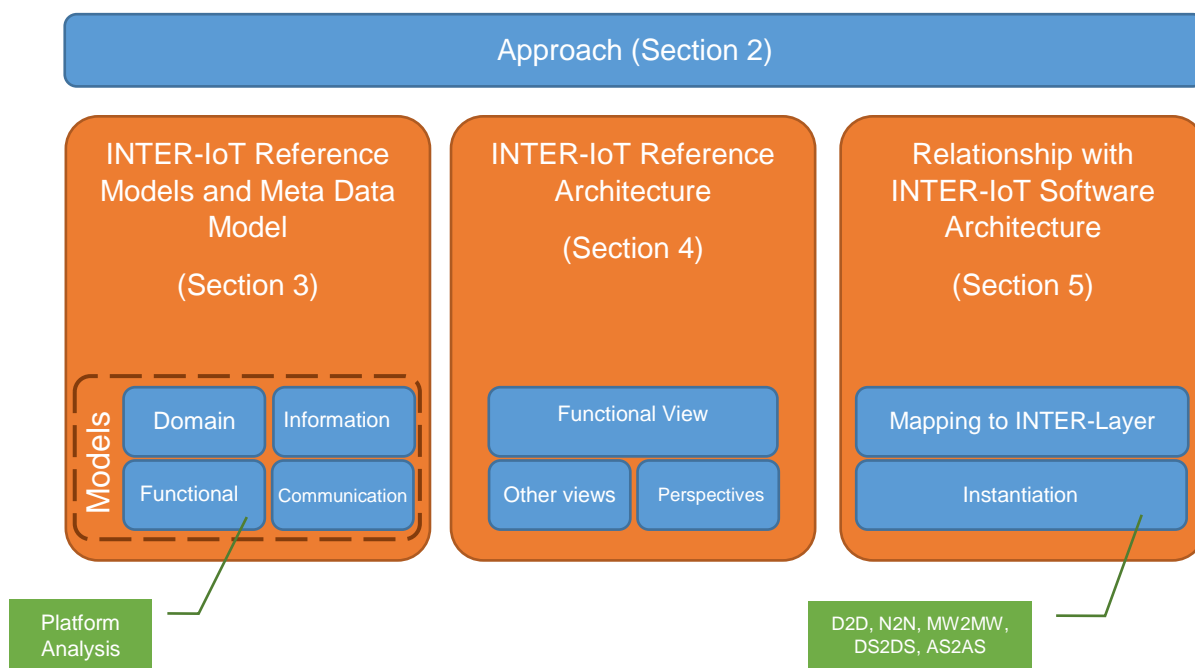 Approach (Section 2)
INTER-IoT Reference
Models and Meta Data
Model
(Section 3)
Models
Domain
Information
Functional
Communication
Platform
Analysis
INTER-IoT Reference
Architecture
(Section 4)
Functional View
Other views
Perspectives
Relationship with
INTER-IoT Software
Architecture
(Section 5)
Mapping to INTER-Layer
Instantiation
D2D, N2N, MW2MW,
DS2DS, AS2AS